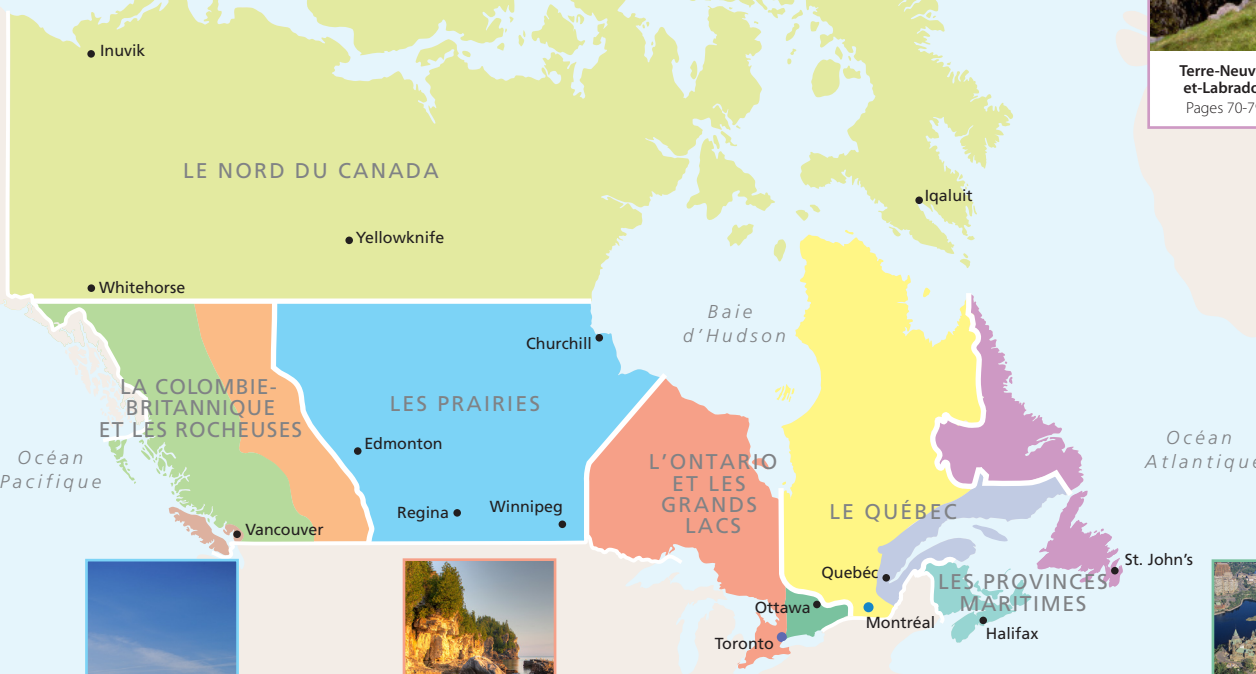 Inuvik
Terre-Neuv
et-Labrado
Pages 70-7
LE NORD DU CANADA
Iqaluit
Yellowknife
Whitehorse
Baie
d'Hudson
Churchill
LA COLOMBIE-
BRITANNIQUE
ET LES ROCHEUSES
LES PRAIRIES
Edmonton
Océan
Pacifique
Océan
Atlantique
L'ONTARIO
ET LES
GRANDS
LACS
Regina
Winnipeg
LE QUÉBEC
Vancouver
St. John's
Quebéc
LES PROVINCES
MARITIMES
Ottawa
Montréal
Halifax
Toronto